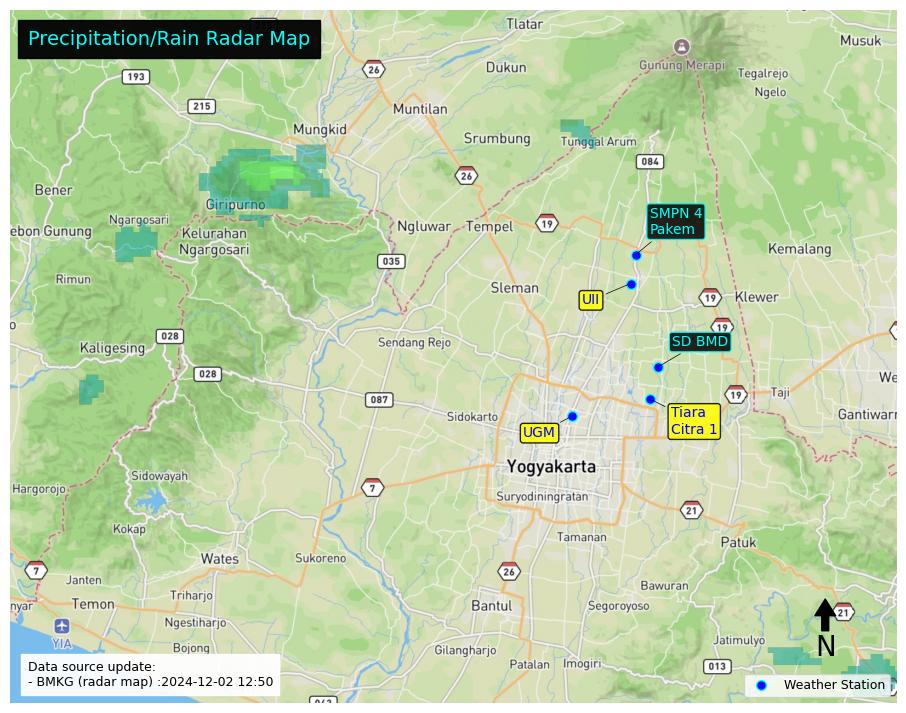 Precipitation/Rain Radar Map
Tlatar
Musuk
26
Dukun
Gunung Merapi
Tegalrejo
193
Ngelo
215
Muntilan
Mungkid
Srumbung
Tunggal Arum
084
26
Bener
Giripurno
SMPN 4
Pakem
Ngargosari
ebon Gunung
Kelurahan
Ngargosari
Ngluwar
Tempel
19
Kemalang
035
Rimun
Sleman
UII
19
Klewer
19
028
Kaligesing
Sendang Rejo
SD BMD
028
We
087
19
Taji
Sidokarto
Tiara
Citra 1
Gantiwarn
UGM
Yogyakarta
Sidowayah
Hargorojo
7
Suryodiningratan
21
Kokap
Tamanan
Patuk
Wates
Sukoreno
7
26
Janten
Bawuran
Triharjo
nyar
Temon
Bantul
Segoroyoso
21
Ngestiharjo
YIA
Bojong
Gilangharjo
Jatimulyo
N
Patalan
Imogiri
013
Data source update:
- BMKG (radar map) :2024-12-02 12:50
Weather Station